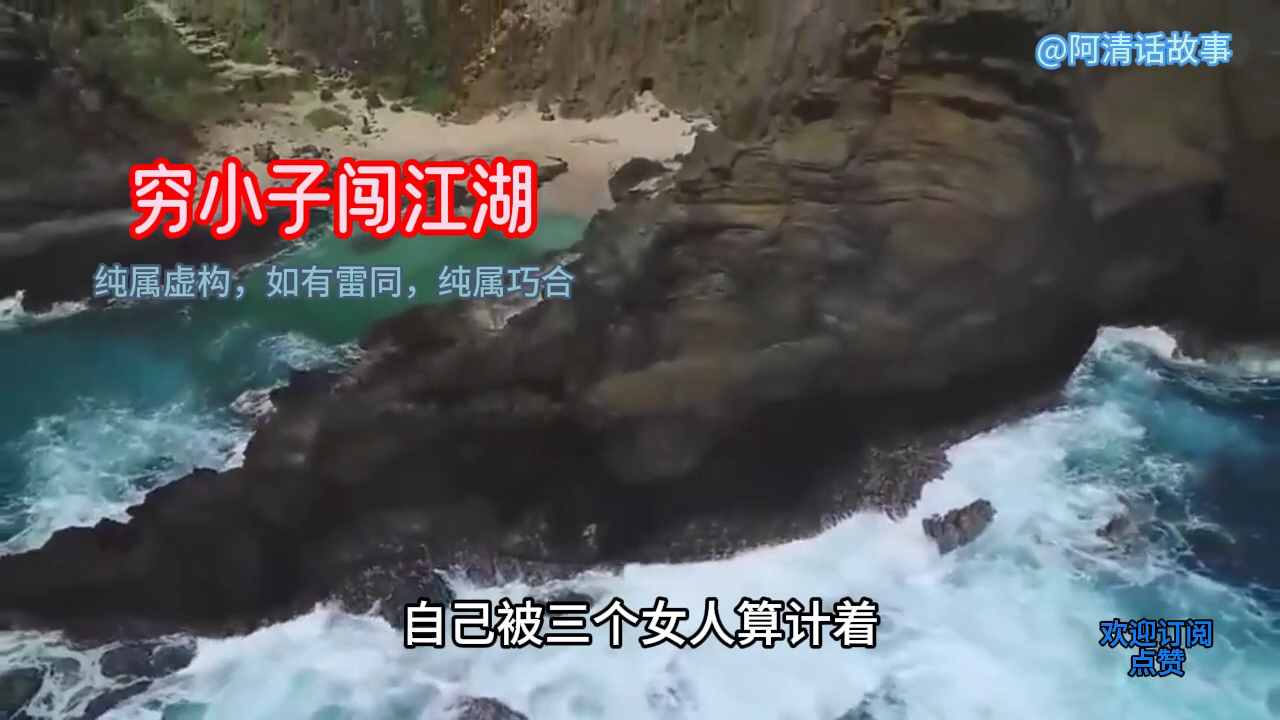 @阿清话故事
穷小子闯江湖
纯属虚构，如有雷同，纯属巧合
自己被三个女人算计着
欢迎订阅
点赞